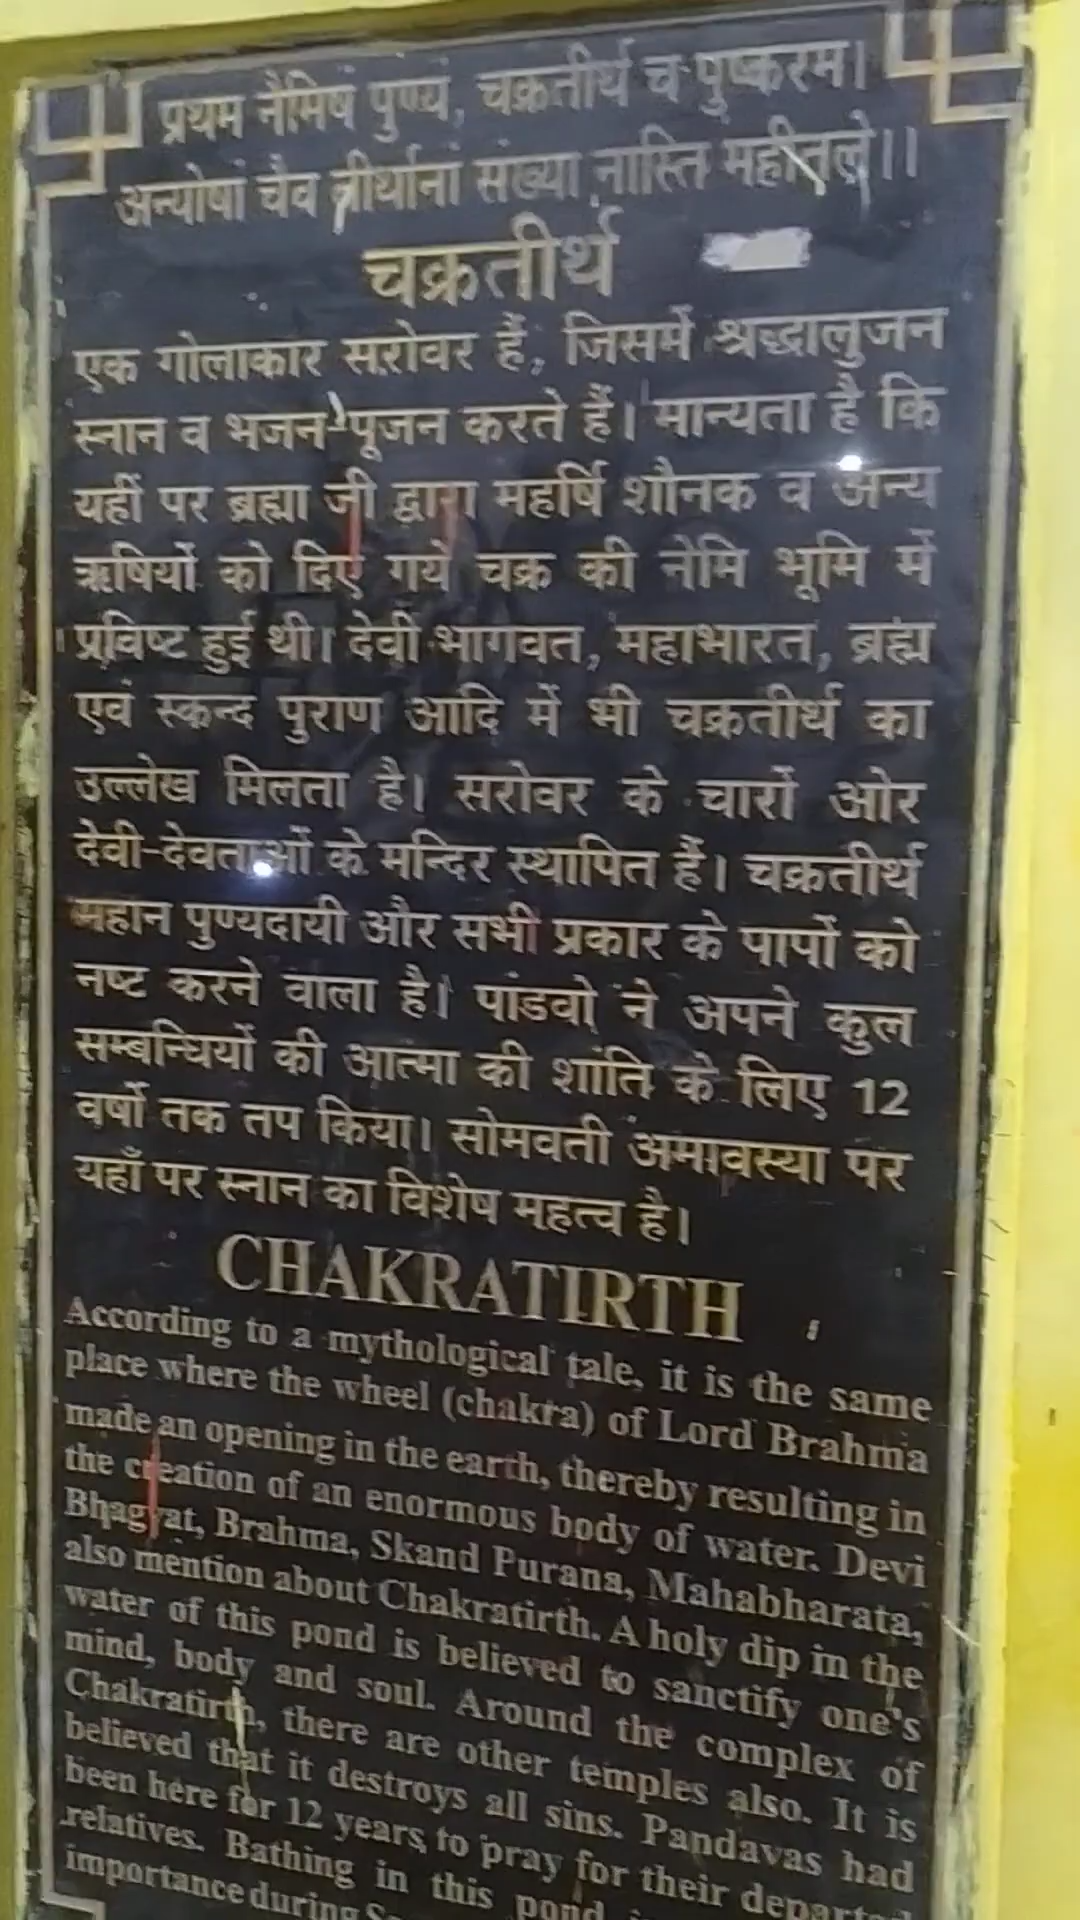 प्रथम नैमिषं पुण्यं, चक्रतीर्थ च पुष्करम।
अन्योषां चैव तीर्थानां संख्या नास्ति महीतले।।
चक्रतीर्थ
एक गोलाकार सरोवर हैं, जिसमें श्रद्धालुजन
स्नान व भजन-पूजन करते हैं। मान्यता है कि
यहीं पर ब्रह्मा जी द्वारा महर्षि शौनक व अन्य
ऋषियों को दिए गये चक्र की नेमि भूमि में
प्रविष्ट हुई थी। देवी भागवत, महाभारत, ब्रह्म
एवं स्कन्द पुराण आदि में भी चक्रतीर्थ का
उल्लेख मिलता है। सरोवर के चारों ओर
देवी-देवताओं के मन्दिर स्थापित हैं। चक्रतीर्थ
महान पुण्यदायी और सभी प्रकार के पापों को
नष्ट करने वाला है। पांडवो ने अपने कुल
सम्बन्धियों की आत्मा की शांति के लिए 12
वर्षो तक तप किया। सोमवती अमावस्या पर
यहाँ पर स्नान का विशेष महत्व है।
CHAKRATIRTH
According to a mythological tale, it is the same
place where the wheel (chakra) of Lord Brahma
made an opening in the earth, thereby resulting in
the creation of an enormous body of water. Devi
Bhagvat, Brahma, Skand Purana, Mahabharata,
also mention about Chakratirth. A holy dip in the
water of this pond is believed to sanctify one's
mind, body and soul. Around the complex of
Chakratirth, there are other temples also. It is
believed that it destroys all sins. Pandavas had
been here for 12 years to pray for their departed
relatives. Bathing in this pond
importance during